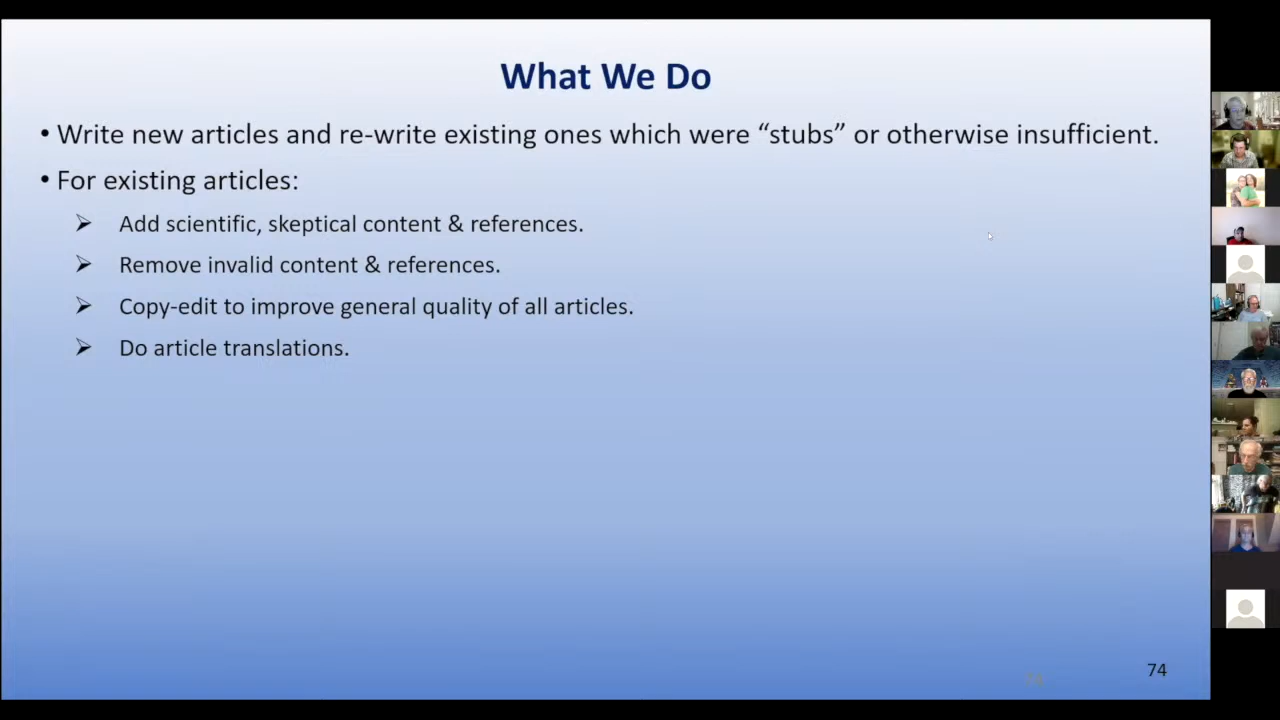 What We Do
• Write new articles and re-write existing ones which were “stubs” or otherwise insufficient.
• For existing articles:
➢ Add scientific, skeptical content & references.
➢ Remove invalid content & references.
➢ Copy-edit to improve general quality of all articles.
➢ Do article translations.
74